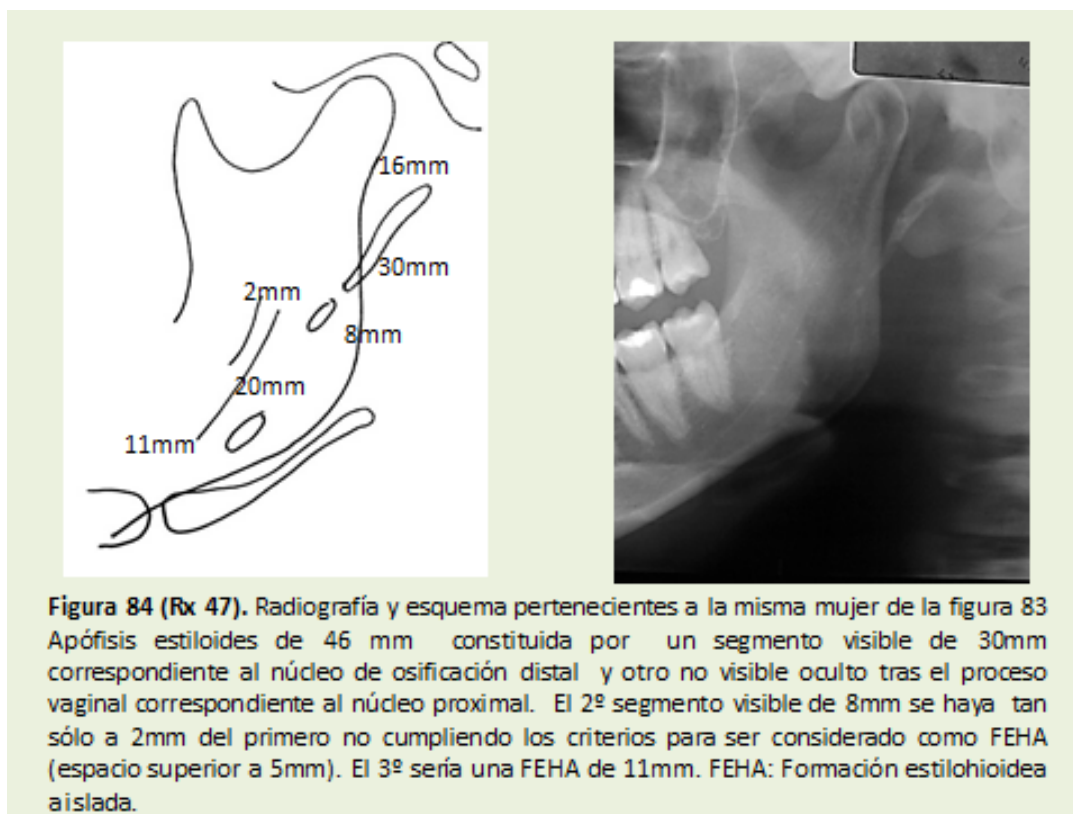 16mm
30mm
2mm
8mm
20mm
11mm
Figura 84 (Rx 47). Radiografía y esquema pertenecientes a la misma mujer de la figura 83
Apófisis estiloides de 46 mm constituida por un segmento visible de 30mm
correspondiente al núcleo de osificación distal y otro no visible oculto tras el proceso
vaginal correspondiente al núcleo proximal. El 2º segmento visible de 8mm se haya tan
sólo a 2mm del primero no cumpliendo los criterios para ser considerado como FEHA
(espacio superior a 5mm). El 3º sería una FEHA de 11mm. FEHA: Formación estilohioidea
aislada.